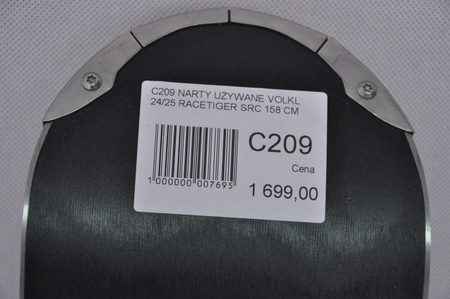 C209 NARTY UŻYWANE VOLKL
24/25 RACETIGER SRC 158 CM
C209
Cena
1 699,00
1 000000 007695